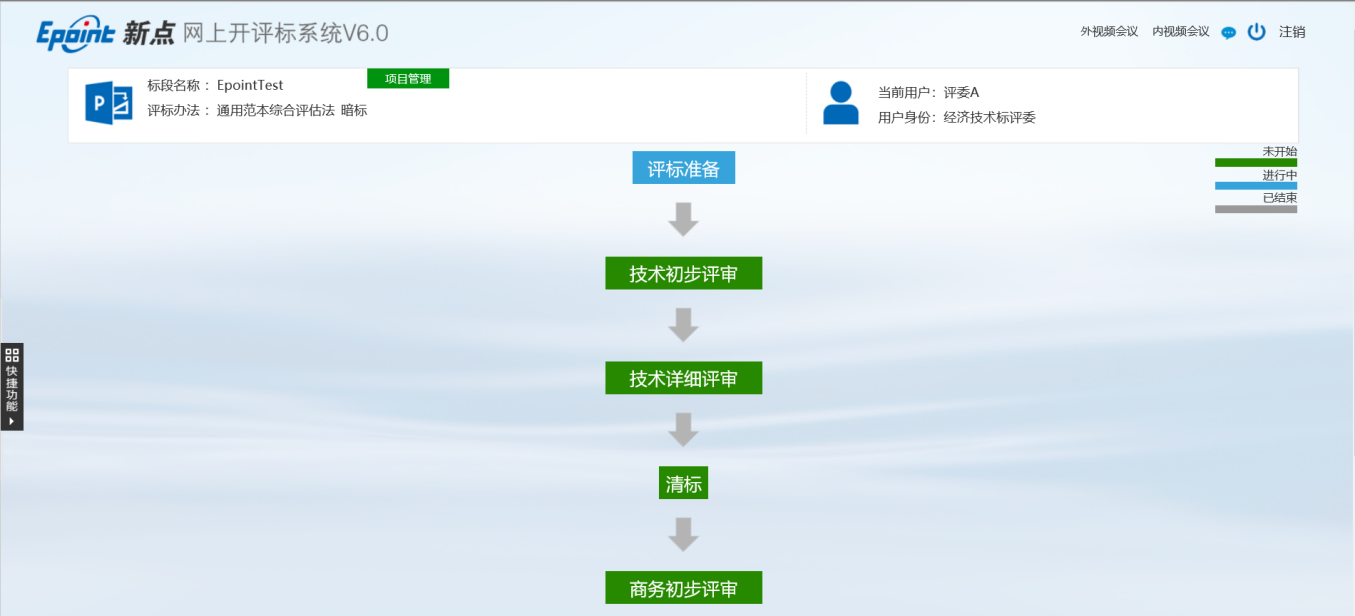 Epoint 新点 网上开评标系统V6.0
外视频会议 内视频会议 注销
标段名称： EpointTest
项目管理
评标办法： 通用范本综合评估法 暗标
当前用户：评委A
用户身份：经济技术标评委
未开始
进行中
已结束
评标准备
技术初步评审
技术详细评审
清标
商务初步评审
快捷功能